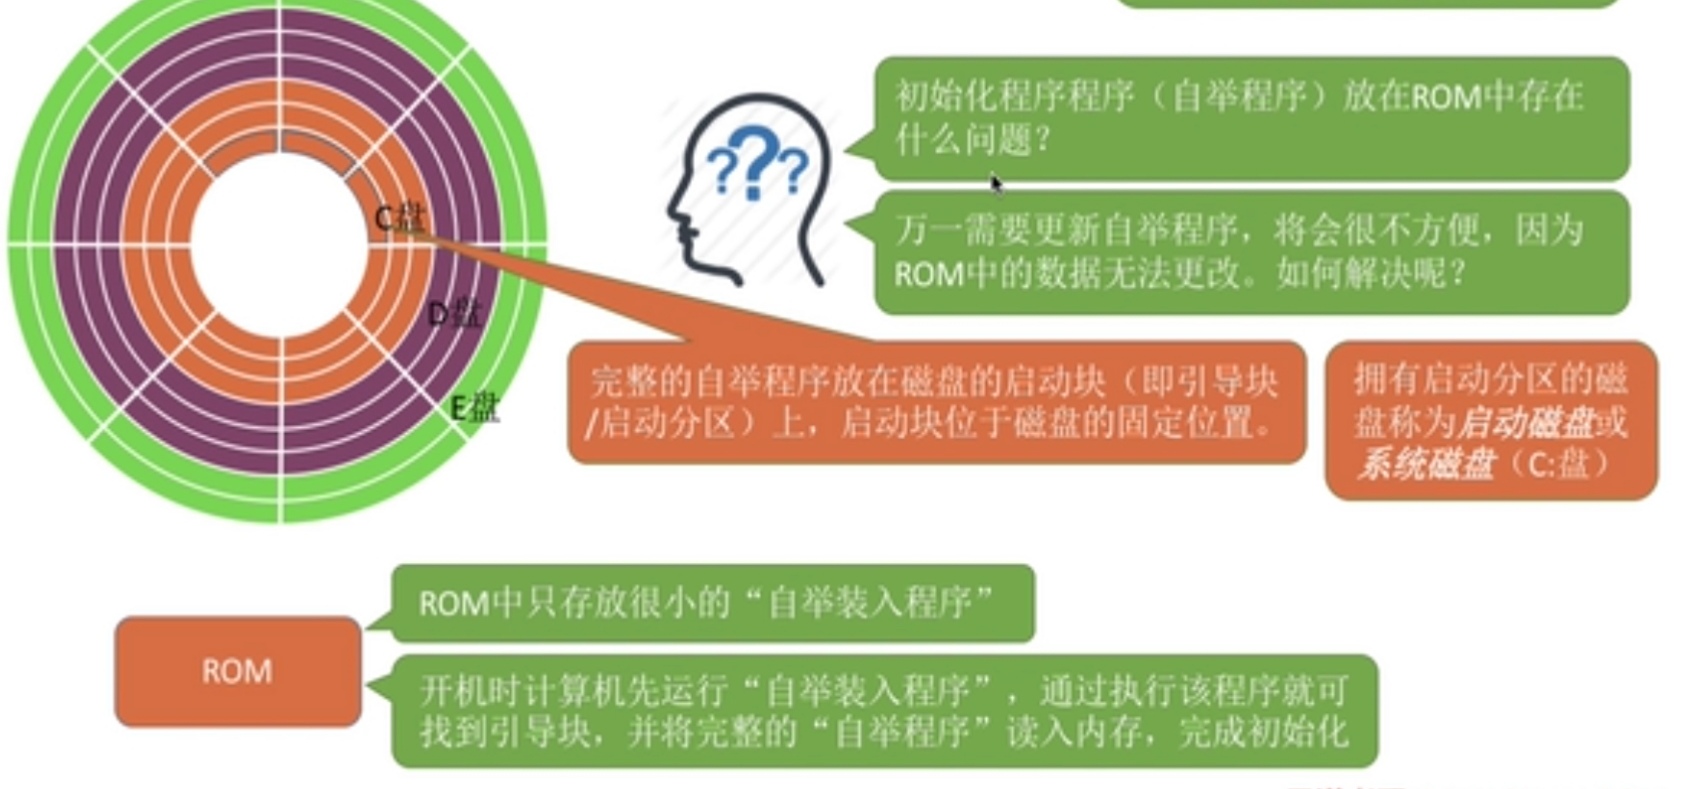 初始化程序程序（自举程序）放在ROM中存在
什么问题？
万一需要更新自举程序，将会很不方便，因为
ROM中的数据无法更改。如何解决呢？
???
C盘
D盘
E盘
完整的自举程序放在磁盘的启动块（即引导块
/启动分区）上，启动块位于磁盘的固定位置。
拥有启动分区的磁
盘称为启动磁盘或
系统磁盘（C:盘）
ROM中只存放很小的“自举装入程序”
ROM
开机时计算机先运行“自举装入程序”，通过执行该程序就可
找到引导块，并将完整的“自举程序”读入内存，完成初始化